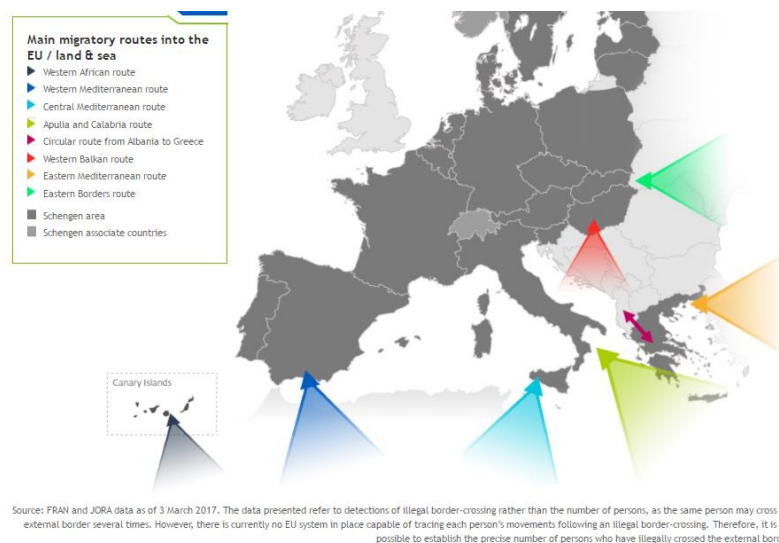 Main migratory routes into the
EU / land & sea
Western African route
Western Mediterranean route
Central Mediterranean route
Apulia and Calabria route
Circular route from Albania to Greece
Western Balkan route
Eastern Mediterranean route
Eastern Borders route
Schengen area
Schengen associate countries
Canary Islands
Source: FRAN and JORA data as of 3 March 2017. The data presented refer to detections of illegal border-crossing rather than the number of persons, as the same person may cross
external border several times. However, there is currently no EU system in place capable of tracing each person's movements following an illegal border-crossing. Therefore, it is
possible to establish the precise number of persons who have illegally crossed the external bor